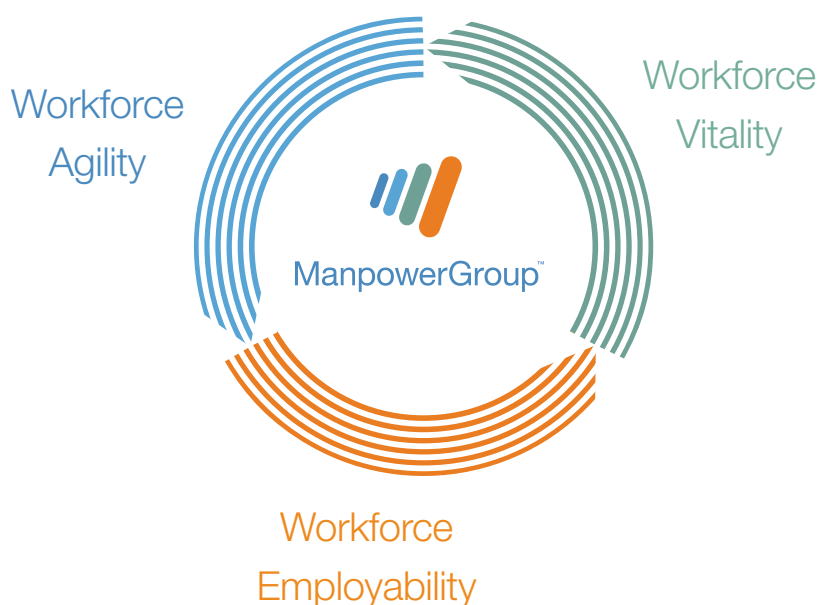 Workforce
Agility
Workforce
Vitality
ManpowerGroup™
Workforce
Employability